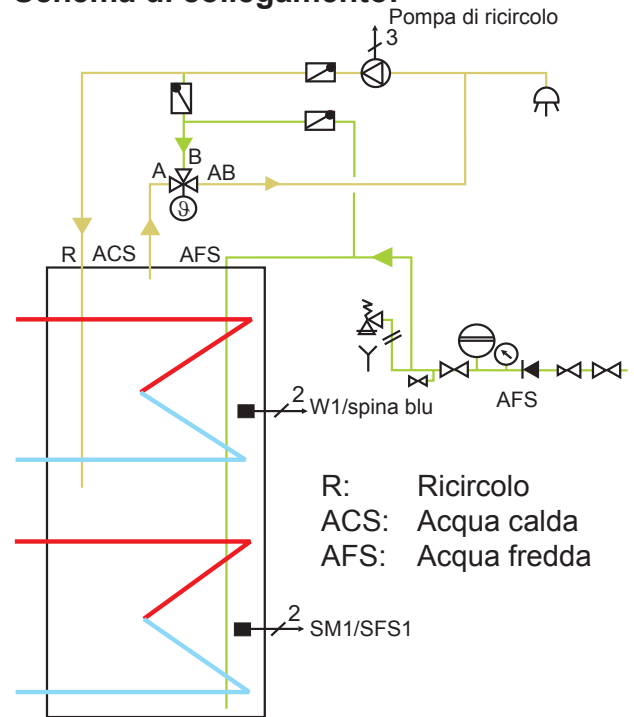 Schema di collegamento:
Pompa di ricircolo
3
B
A
AB
ϑ
R
ACS
AFS
2
W1/spina blu
AFS
R: Ricircolo
ACS: Acqua calda
AFS: Acqua fredda
2
SM1/SFS1